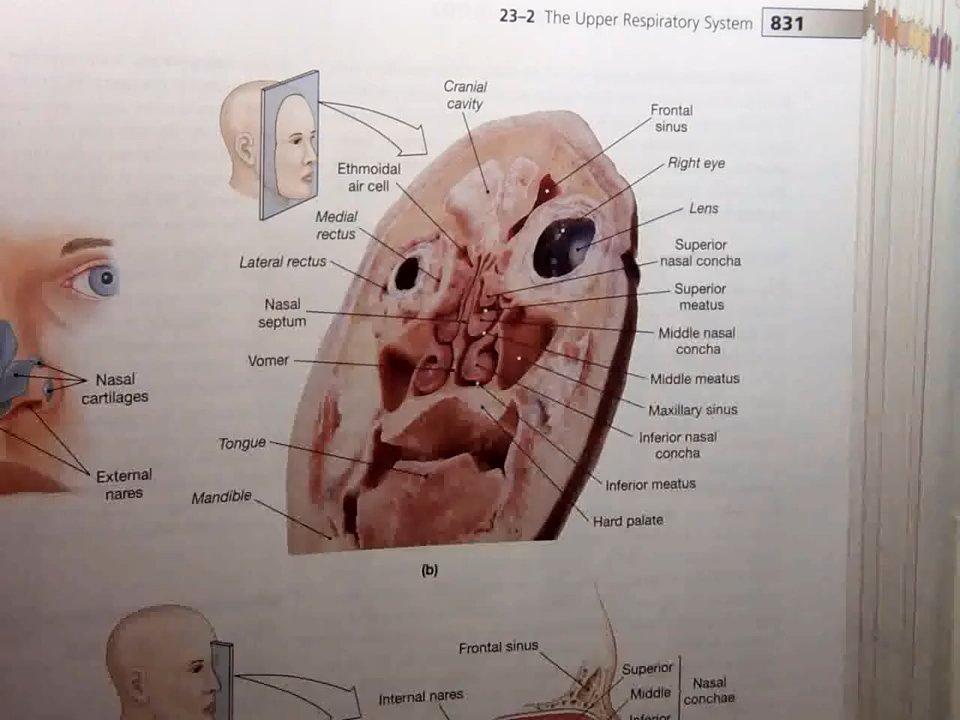 23–2 The Upper Respiratory System 831
Cranial
cavity
Frontal
sinus
Ethmoidal
air cell
Right eye
Medial
rectus
Lens
Lateral rectus
Superior
nasal concha
Nasal
septum
Superior
meatus
Middle nasal
concha
Vomer
Middle meatus
Nasal
cartilages
Maxillary sinus
Tongue
Inferior nasal
concha
External
nares
Inferior meatus
Mandible
Hard palate
(b)
Frontal sinus
Superior
Middle
Inferior
Nasal
conchae
Internal nares